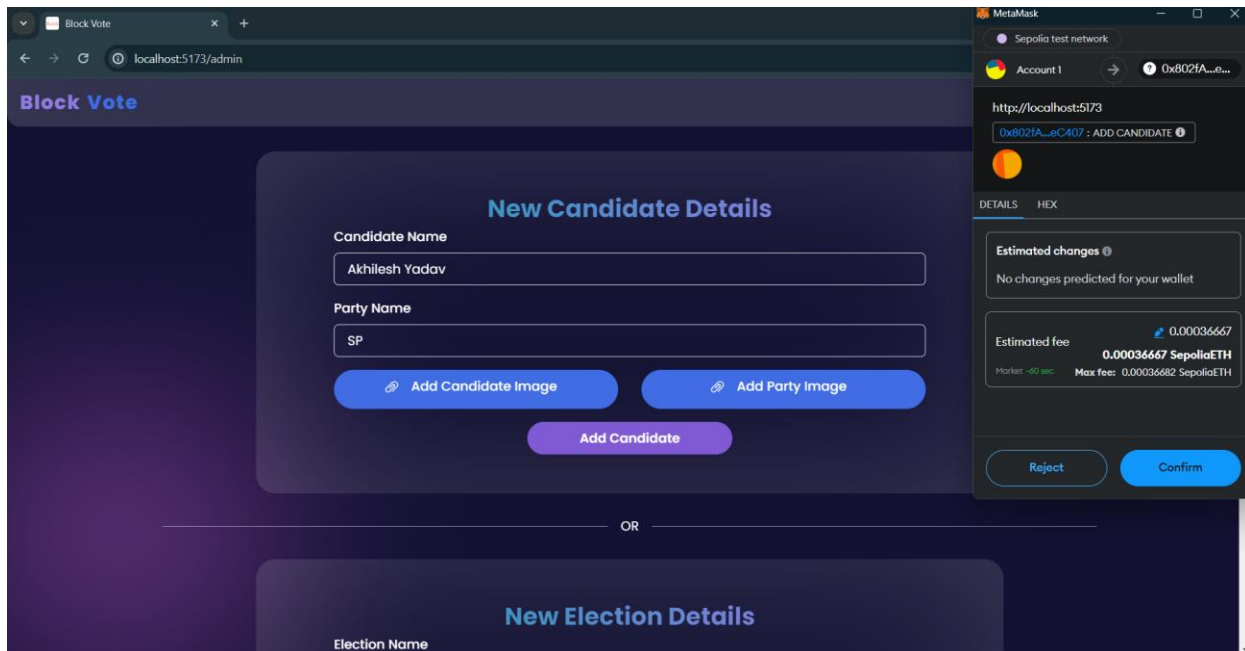 Block Vote
localhost:5173/admin
Block Vote
New Candidate Details
Candidate Name
Akhilesh Yadav
Party Name
SP
Add Candidate Image
Add Party Image
Add Candidate
OR
New Election Details
Election Name
MetaMask
Sepolia test network
Account 1
0x802fA...e...
http://localhost:5173
0x802fA...eC407 : ADD CANDIDATE
DETAILS HEX
Estimated changes
No changes predicted for your wallet
0.00036667
Estimated fee
0.00036667 SepoliaETH
Market ~60 sec Max fee: 0.00036682 SepoliaETH
Reject Confirm